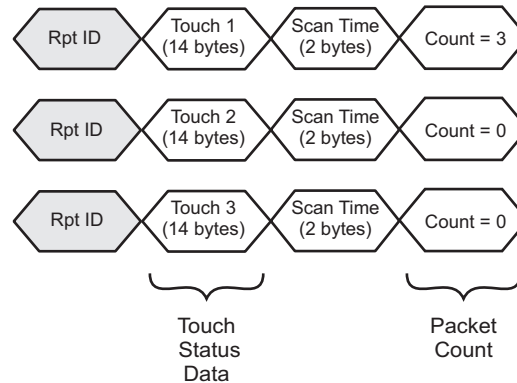 Rpt ID
Touch 1
(14 bytes)
Scan Time
(2 bytes)
Count = 3
Rpt ID
Touch 2
(14 bytes)
Scan Time
(2 bytes)
Count = 0
Rpt ID
Touch 3
(14 bytes)
Scan Time
(2 bytes)
Count = 0
Touch
Status
Data
Packet
Count